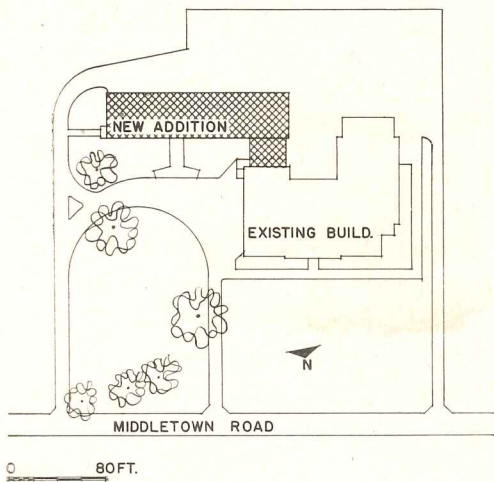 NEW ADDITION
EXISTING BUILD.
N
MIDDLETOWN ROAD
0 80FT.